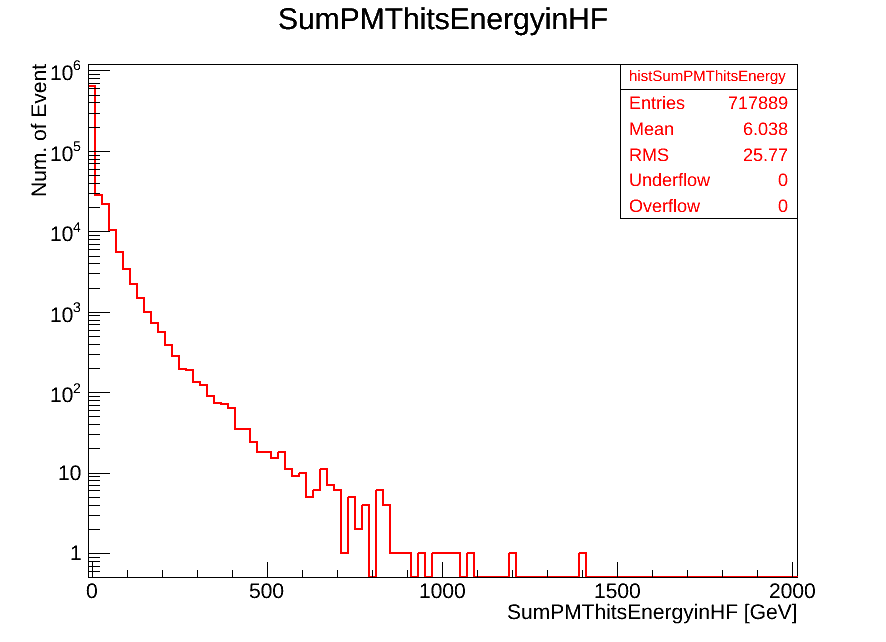 SumPMThitsEnergyinHF
histSumPMThitsEnergy
Entries 717889
Mean 6.038
RMS 25.77
Underflow 0
Overflow 0
Num. of Event
10^6
10^5
10^4
10^3
10^2
10
1
0 500 1000 1500 2000
SumPMThitsEnergyinHF [GeV]